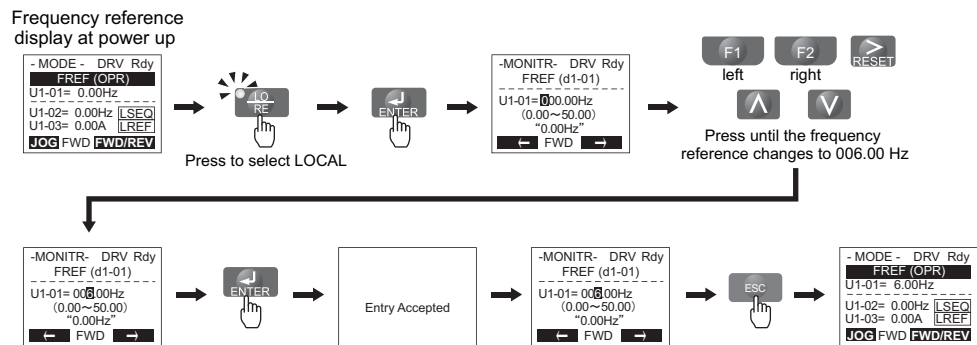 Frequency reference
display at power up
- MODE - DRV Rdy
FREF (OPR)
U1-01= 0.00Hz
U1-02= 0.00Hz LSEQ
U1-03= 0.00A LREF
JOG FWD FWD/REV
LO
RE
Press to select LOCAL
ENTER
-MONITR- DRV Rdy
FREF (d1-01)
U1-01= 000.00Hz
(0.00~50.00)
“0.00Hz”
← FWD →
F1
left
F2
right
>
RESET
∧ ∨
Press until the frequency
reference changes to 006.00 Hz
-MONITR- DRV Rdy
FREF (d1-01)
U1-01= 006.00Hz
(0.00~50.00)
“0.00Hz”
← FWD →
ENTER
Entry Accepted
-MONITR- DRV Rdy
FREF (d1-01)
U1-01= 006.00Hz
(0.00~50.00)
“0.00Hz”
← FWD →
ESC
- MODE - DRV Rdy
FREF (OPR)
U1-01= 6.00Hz
U1-02= 0.00Hz LSEQ
U1-03= 0.00A LREF
JOG FWD FWD/REV